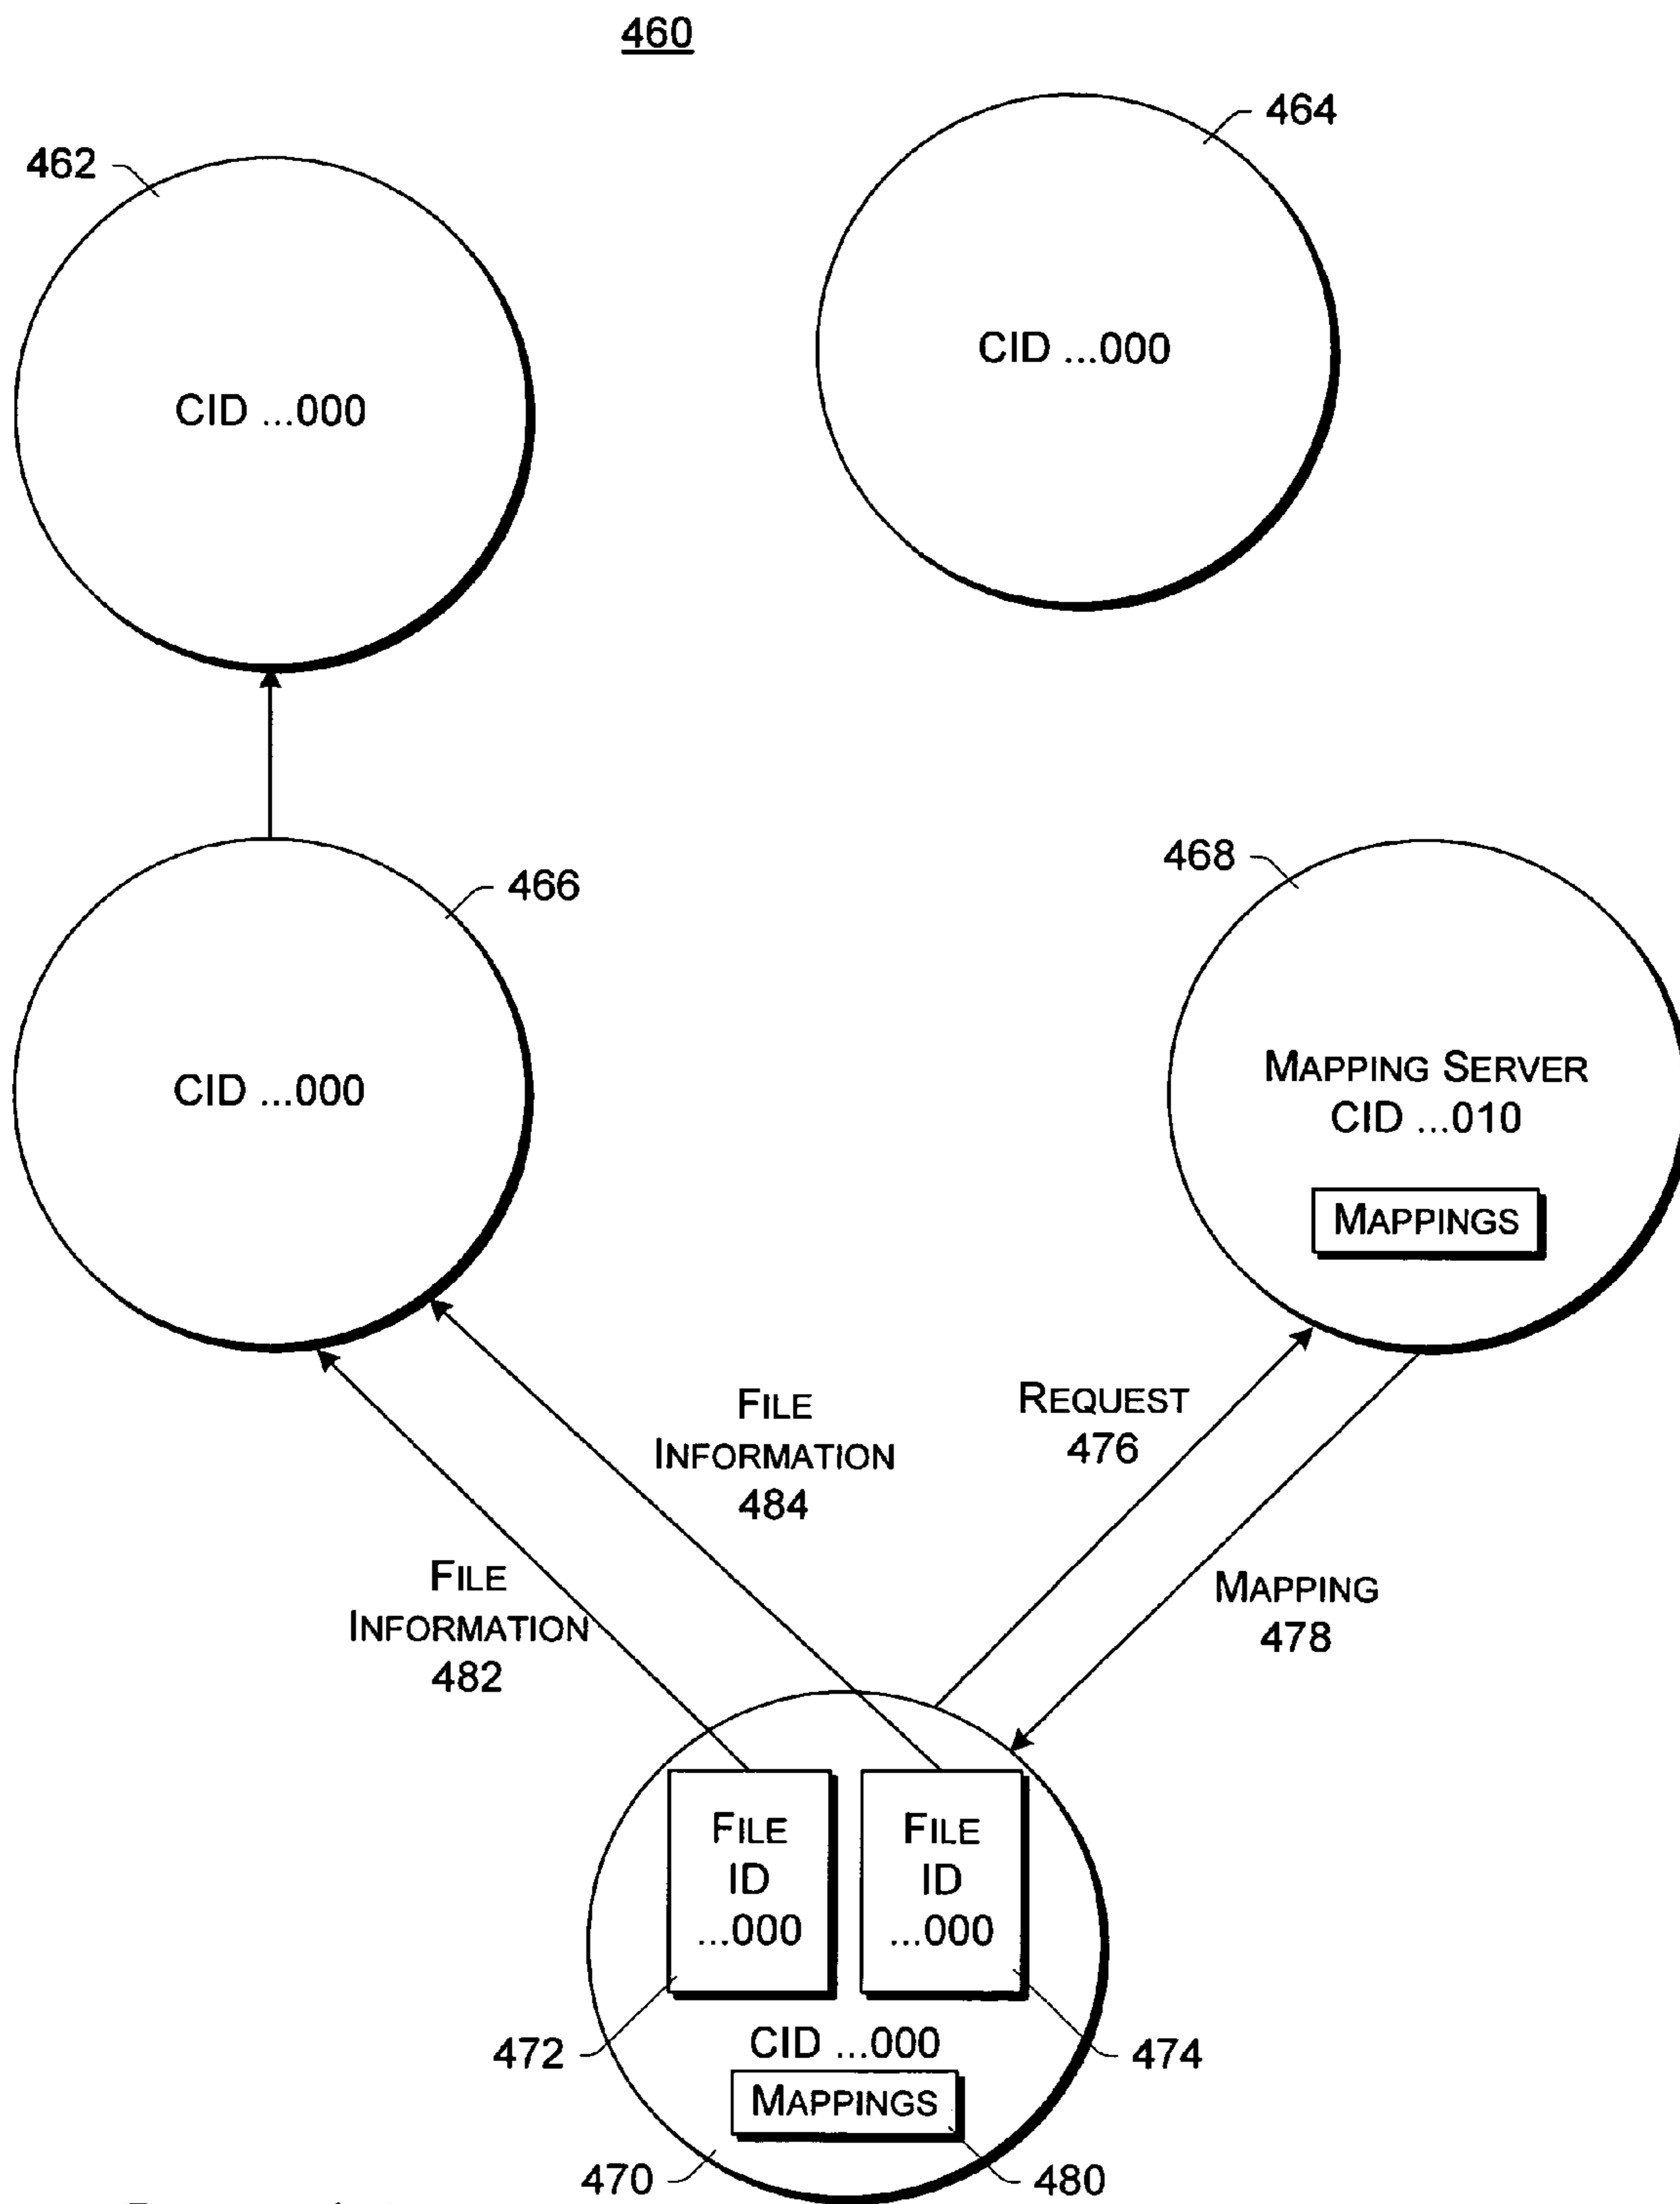 460
464
462
CID ...000
CID ...000
468
466
CID ...000
MAPPING SERVER
CID ...010
MAPPINGS
FILE
INFORMATION
484
REQUEST
476
FILE
INFORMATION
482
MAPPING
478
FILE
ID
...000
FILE
ID
...000
472
CID ...000
474
MAPPINGS
470
480